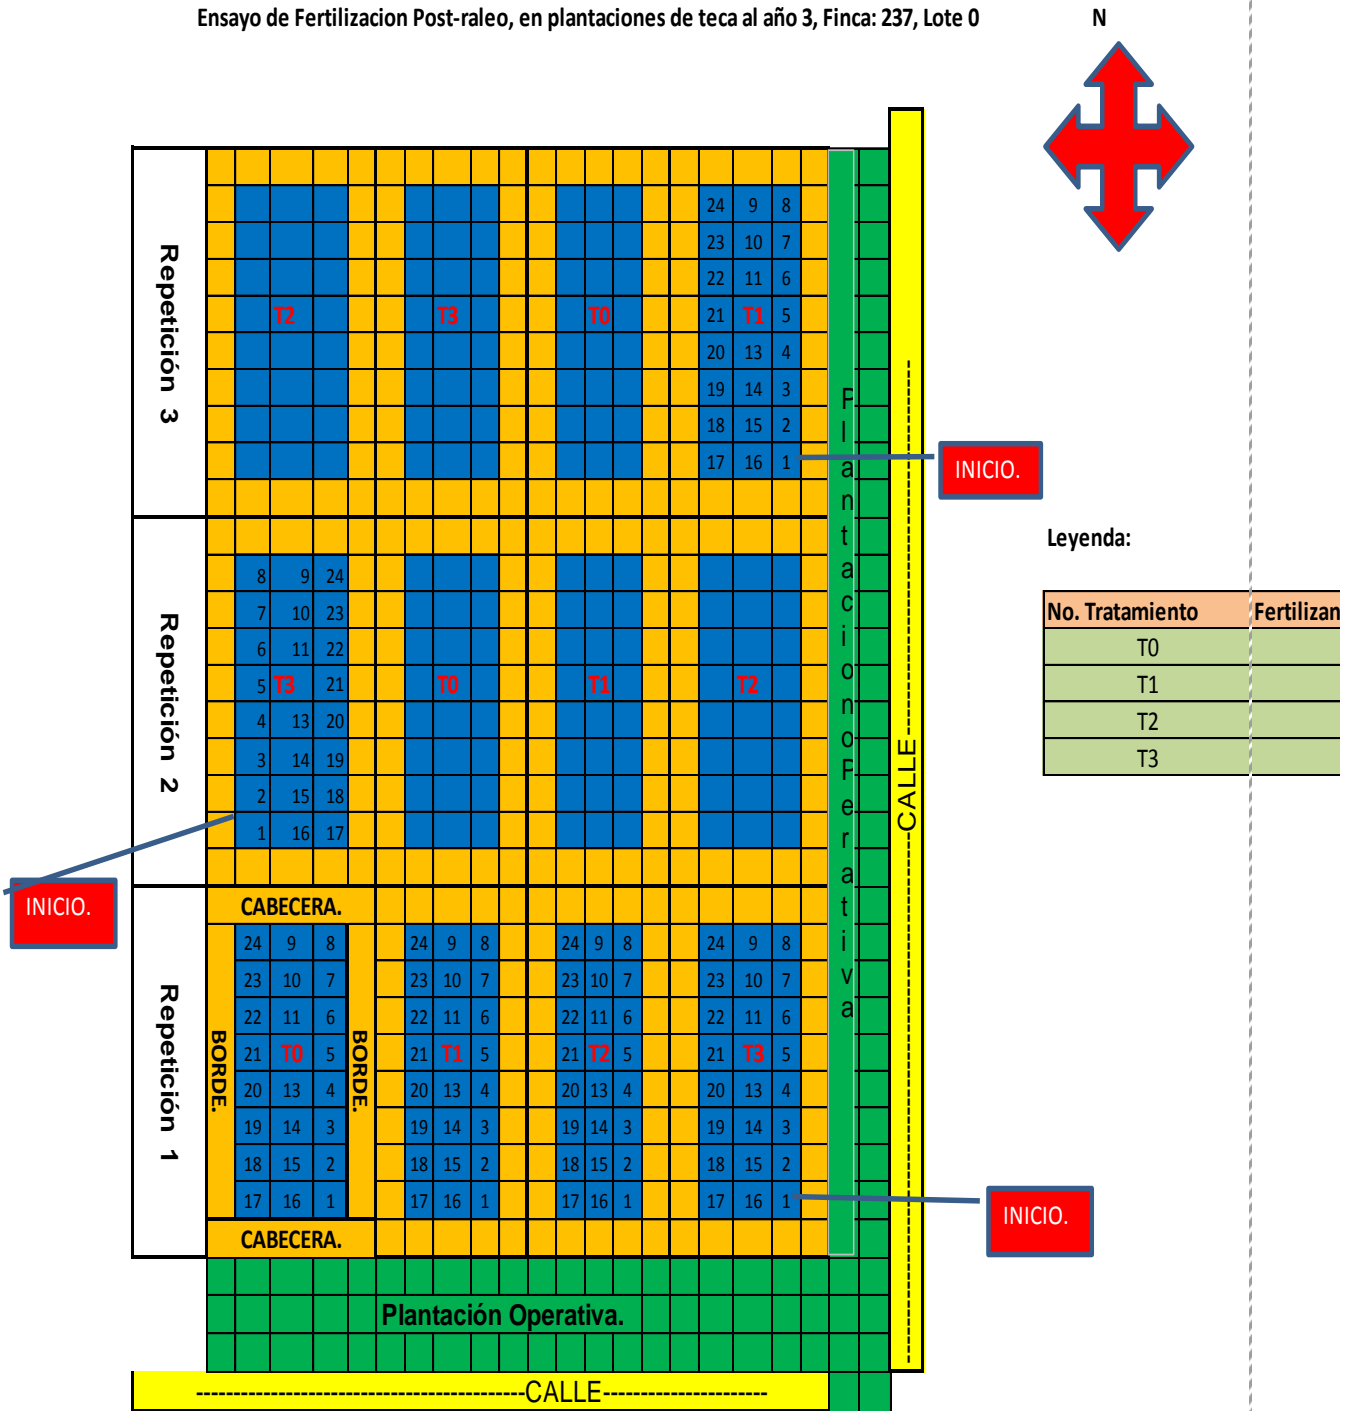 Ensayo de Fertilizacion Post-raleo, en plantaciones de teca al año 3, Finca: 237, Lote 0
N
Repetición 3
24 9 8
23 10 7
22 11 6
T2 T3 T0 21 T1 5
20 13 4
19 14 3
18 15 2
17 16 1
INICIO.
Repetición 2
8 9 24
7 10 23
6 11 22
5 T3 21 T0 T1 T2
4 13 20
3 14 19
2 15 18
1 16 17
INICIO.
Repetición 1
CABECERA.
BORDE.
BORDE.
24 9 8 24 9 8 24 9 8 24 9 8
23 10 7 23 10 7 23 10 7 23 10 7
22 11 6 22 11 6 22 11 6 22 11 6
21 T0 5 21 T1 5 21 T2 5 21 T3 5
20 13 4 20 13 4 20 13 4 20 13 4
19 14 3 19 14 3 19 14 3 19 14 3
18 15 2 18 15 2 18 15 2 18 15 2
17 16 1 17 16 1 17 16 1 17 16 1
CABECERA.
INICIO.
PlantacionoPerativa
--------CALLE--------
Plantación Operativa.
--------CALLE--------
Leyenda:
No. Tratamiento Fertilizan
T0
T1
T2
T3